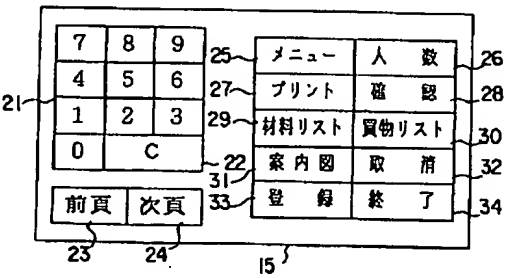 7 8 9
25 メニュー 人数 26
4 5 6
27 プリント 確認 28
21
1 2 3
29 材料リスト 買物リスト 30
0 C 22
31 案内図 取消 32
前頁 次頁
33 登録 終了 34
23 24
15